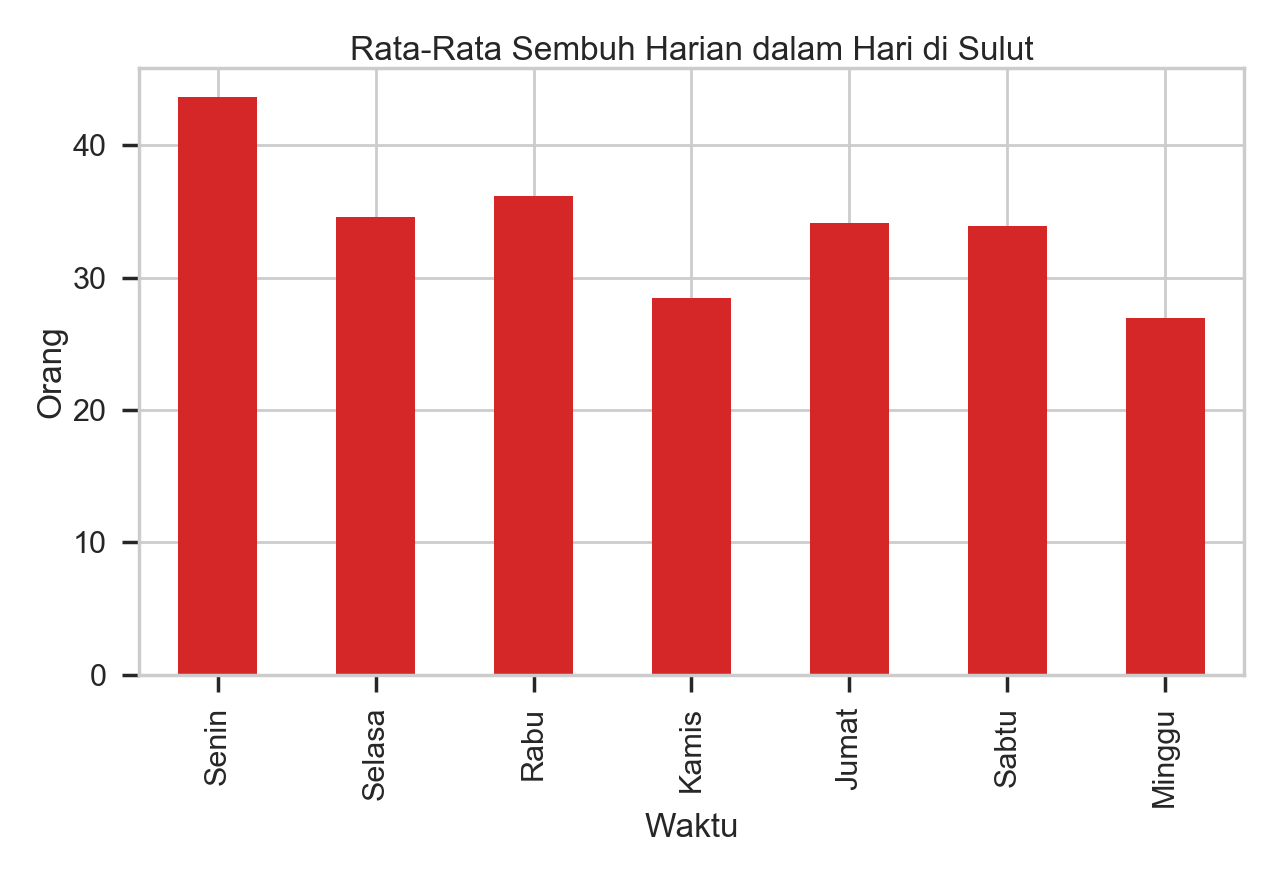 Rata-Rata Sembuh Harian dalam Hari di Sulut
40
30
20
10
0
Orang
Senin
Selasa
Rabu
Kamis
Jumat
Sabtu
Minggu
Waktu